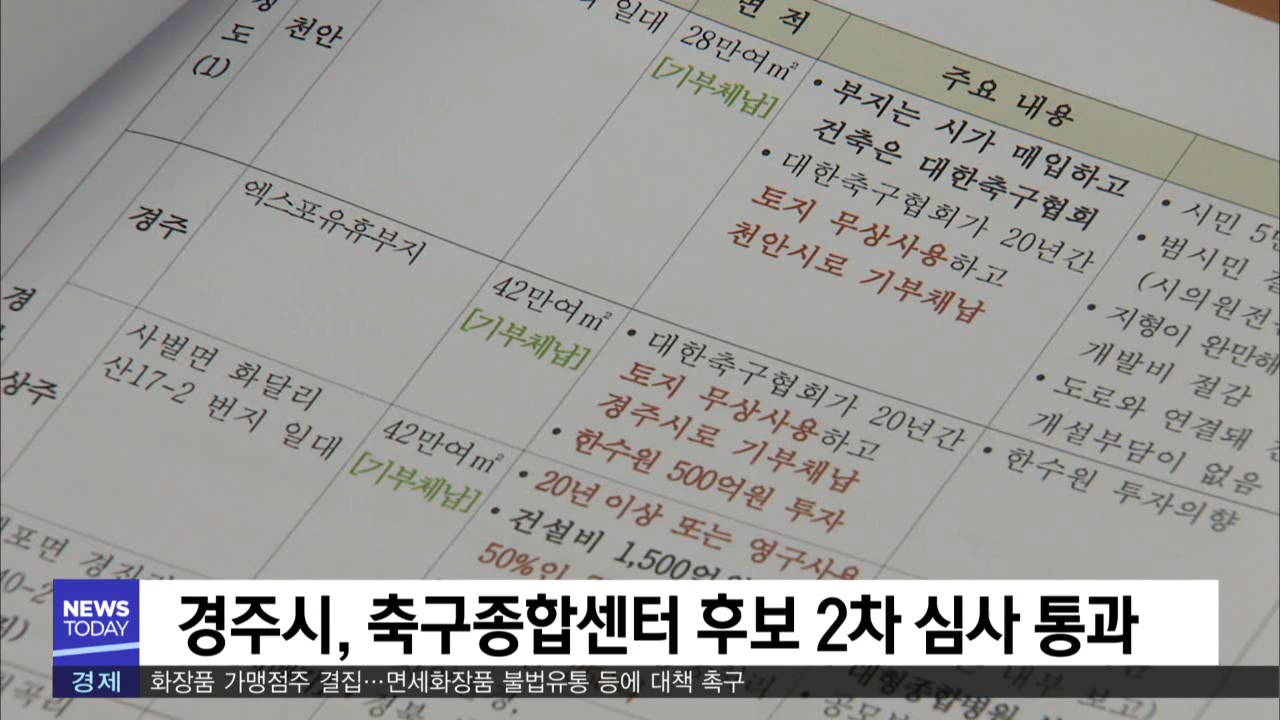 면 적
주요 내용
도
(1)
천안
일대
28만여㎡
[기부체납]
• 부지는 시가 매입하고
건축은 대한축구협회
• 대한축구협회가 20년간
토지 무상사용하고
천안시로 기부채납
• 시민
• 범시민
• 지형이 완만해
개발비 절감
• 도로와 연결돼
개설부담이 없음
경
경주
엑스포유휴부지
42만여㎡
[기부체납]
• 대한축구협회가 20년간
토지 무상사용하고
경주시로 기부채납
• 한수원 500억원 투자
• 한수원 투자의향
상주
사벌면 화달리
산17-2 번지 일대
42만여㎡
[기부체납]
• 20년 이상 또는 영구사용
• 건설비 1,500억
NEWS
TODAY
경주시, 축구종합센터 후보 2차 심사 통과
경제
화장품 가맹점주 결집…면세화장품 불법유통 등에 대책 촉구